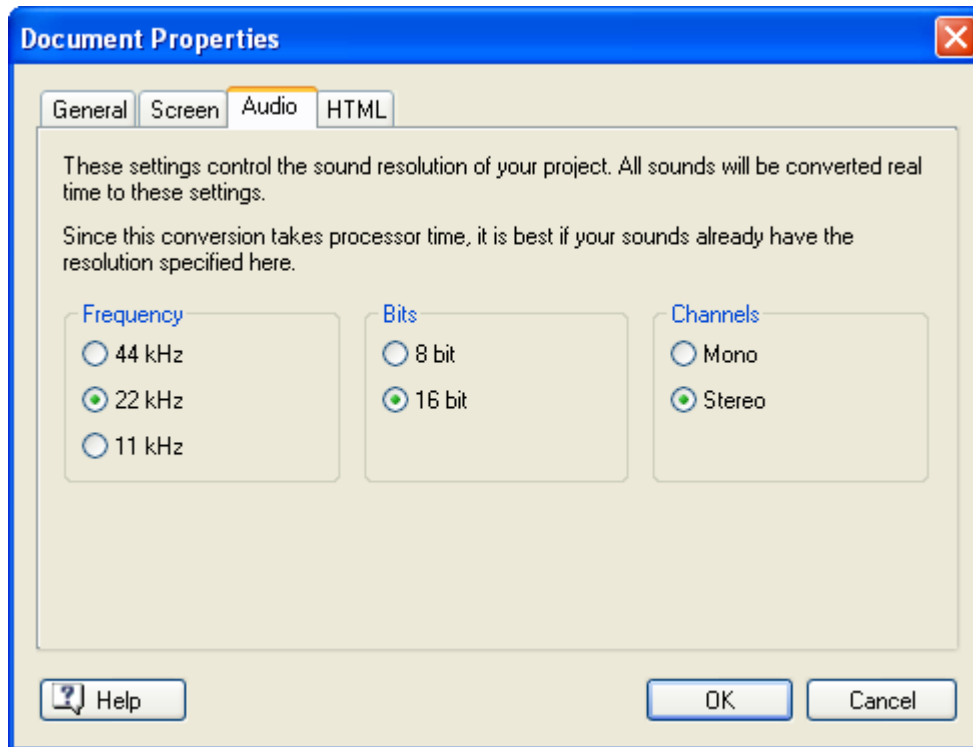 Document Properties
General Screen Audio HTML
These settings control the sound resolution of your project. All sounds will be converted real
time to these settings.
Since this conversion takes processor time, it is best if your sounds already have the
resolution specified here.
Frequency Bits Channels
44 kHz 8 bit Mono
22 kHz 16 bit Stereo
11 kHz
Help OK Cancel